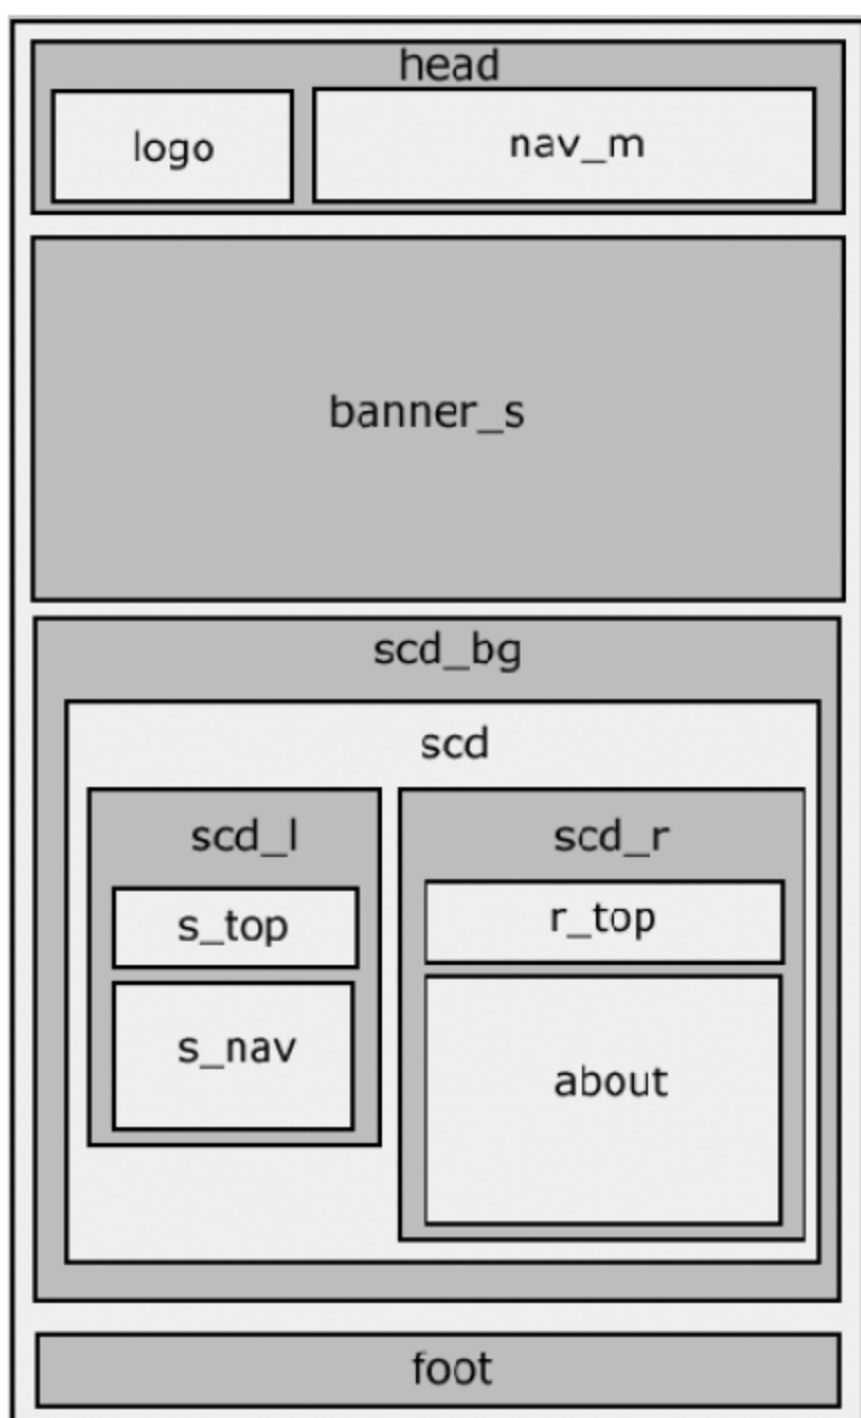 head
logo
nav_m
banner_s
scd_bg
scd
scd_l
s_top
s_nav
scd_r
r_top
about
foot